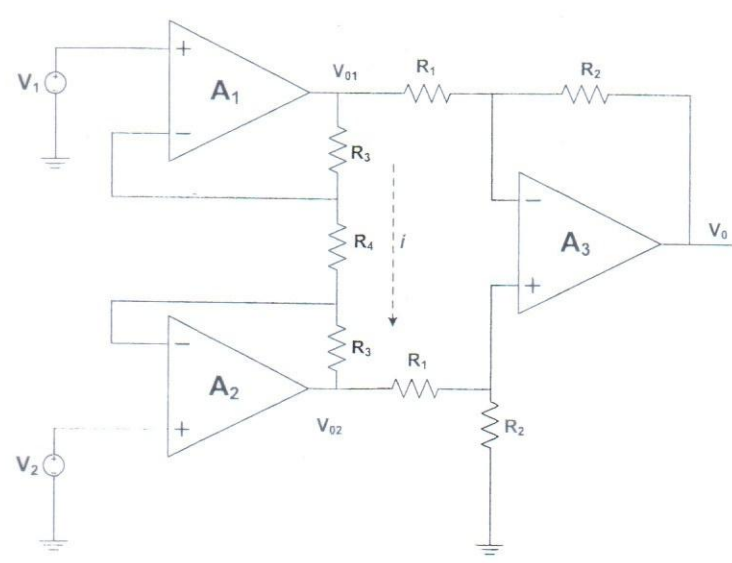 V₀₁
R₁
R₂
+
V₁
A₁
−
R₃
−
V₀
R₄
i
A₃
+
−
R₃
R₁
A₂
V₀₂
R₂
+
V₂